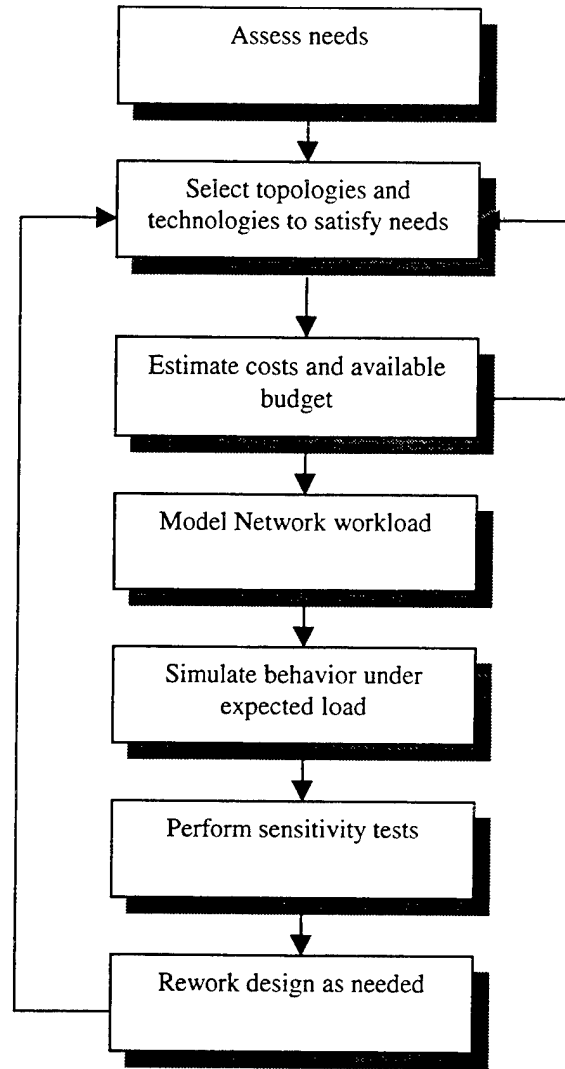 Assess needs
Select topologies and
technologies to satisfy needs
Estimate costs and available
budget
Model Network workload
Simulate behavior under
expected load
Perform sensitivity tests
Rework design as needed